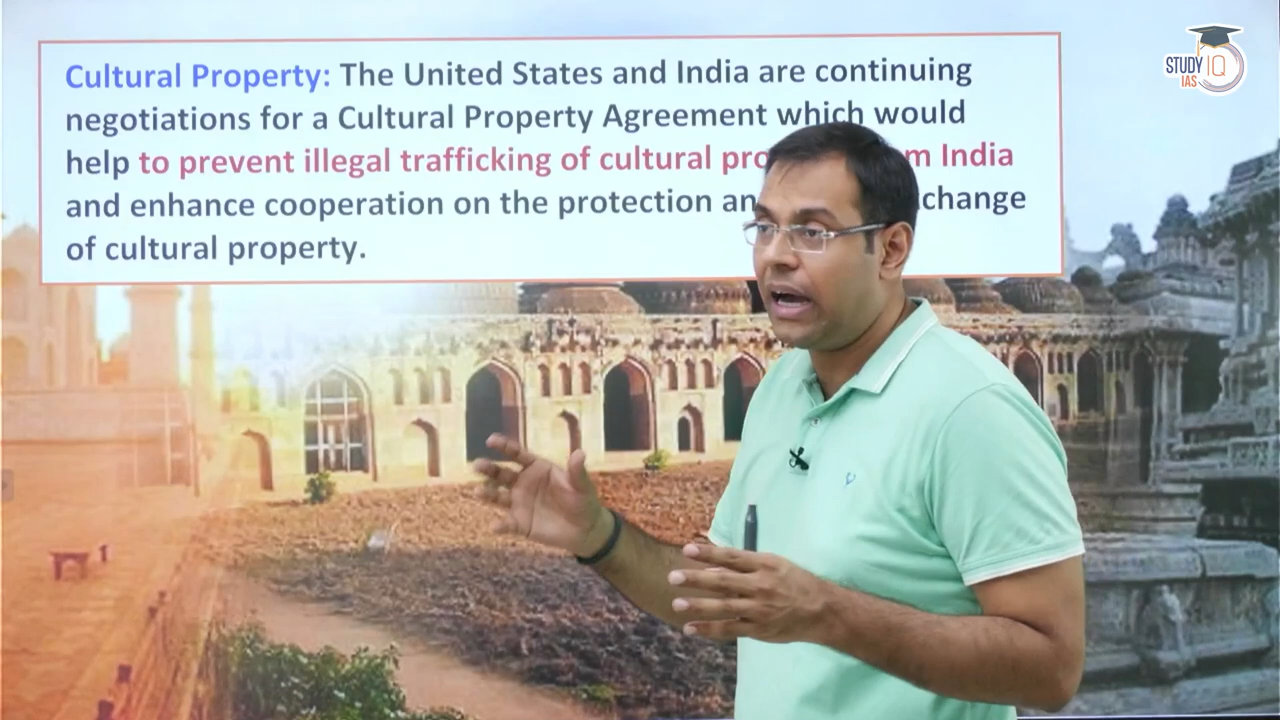 Cultural Property: The United States and India are continuing
negotiations for a Cultural Property Agreement which would
help to prevent illegal trafficking of cultural India
and enhance cooperation on the protection
of cultural property.
STUDY IQ
IAS